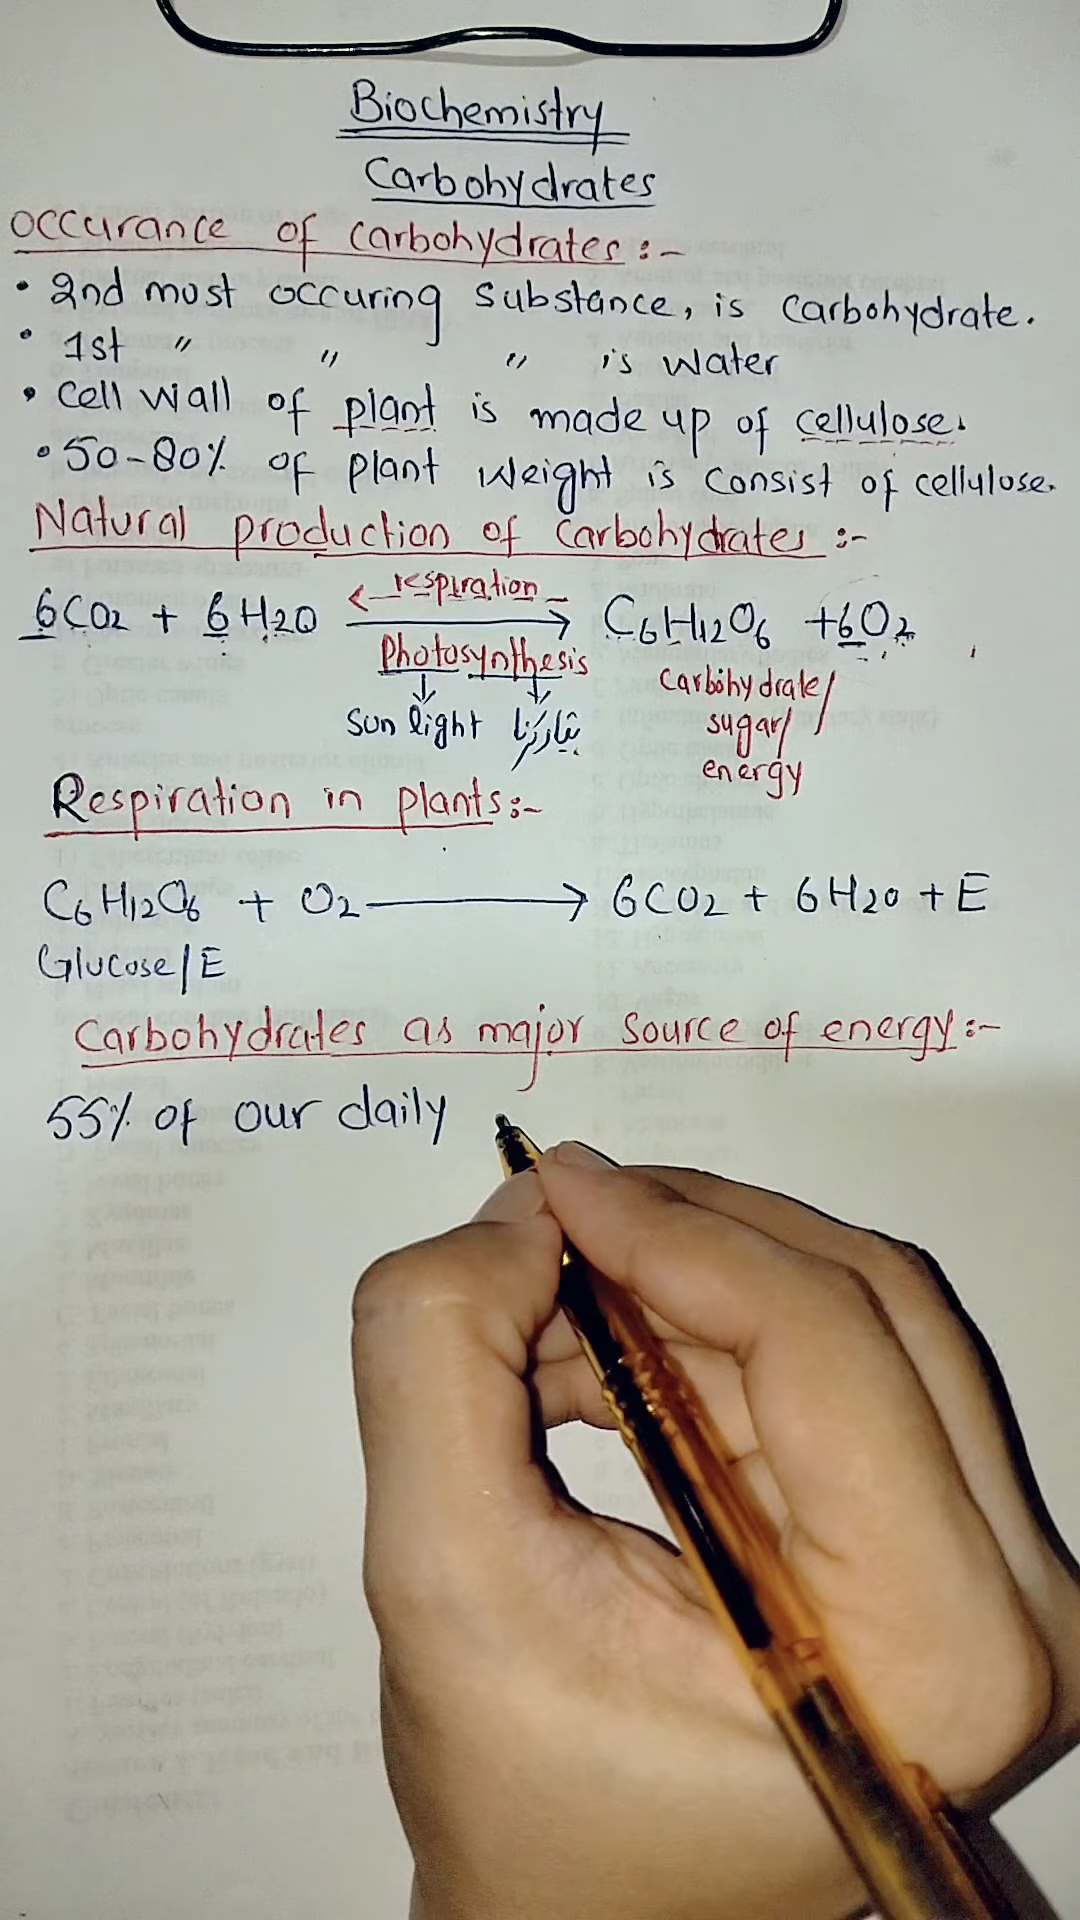 Biochemistry
Carbohydrates
Occurance of carbohydrates:-
• 2nd most occuring substance, is carbohydrate.
• 1st " " " is water
• Cell wall of plant is made up of cellulose.
• 50-80% of plant weight is consist of cellulose.
Natural production of carbohydrates :-
respiration
6CO2 + 6H2O → C6H12O6 + 6O2
Photosynthesis
Carbohydrate/
Sun light
sugar/
energy
Respiration in plants:-
C6H12O6 + O2 → 6CO2 + 6H2O + E
Glucose/E
Carbohydrates as major source of energy:-
55% of our daily